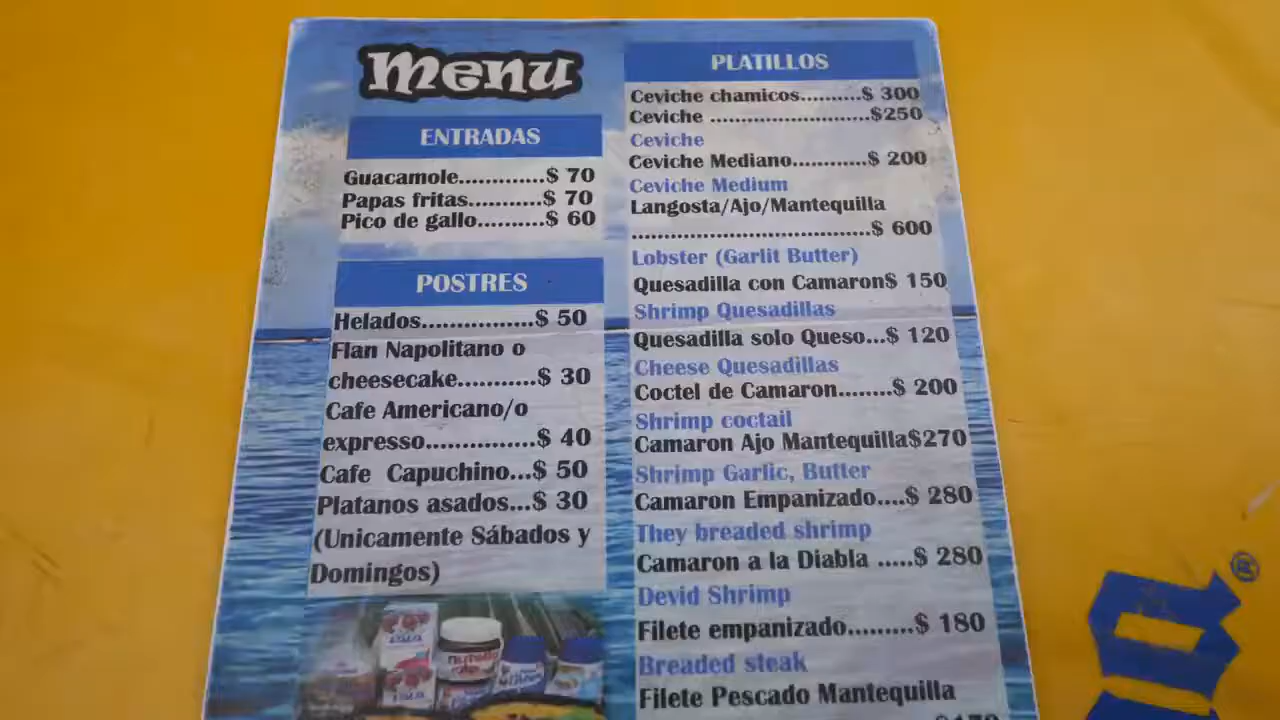 Menu
ENTRADAS
Guacamole.............$ 70
Papas fritas...........$ 70
Pico de gallo..........$ 60
POSTRES
Helados.................$ 50
Flan Napolitano o
cheesecake............$ 30
Cafe Americano/o
expresso................$ 40
Cafe Capuchino...$ 50
Platanos asados...$ 30
(Unicamente Sábados y
Domingos)
nutella
PLATILLOS
Ceviche chamicos..........$ 300
Ceviche ...........................$250
Ceviche
Ceviche Mediano............$ 200
Ceviche Medium
Langosta/Ajo/Mantequilla
.......................................$ 600
Lobster (Garlit Butter)
Quesadilla con Camaron$ 150
Shrimp Quesadillas
Quesadilla solo Queso...$ 120
Cheese Quesadillas
Coctel de Camaron........$ 200
Shrimp coctail
Camaron Ajo Mantequilla$270
Shrimp Garlic, Butter
Camaron Empanizado....$ 280
They breaded shrimp
Camaron a la Diabla .....$ 280
Devid Shrimp
Filete empanizado..........$ 180
Breaded steak
Filete Pescado Mantequilla